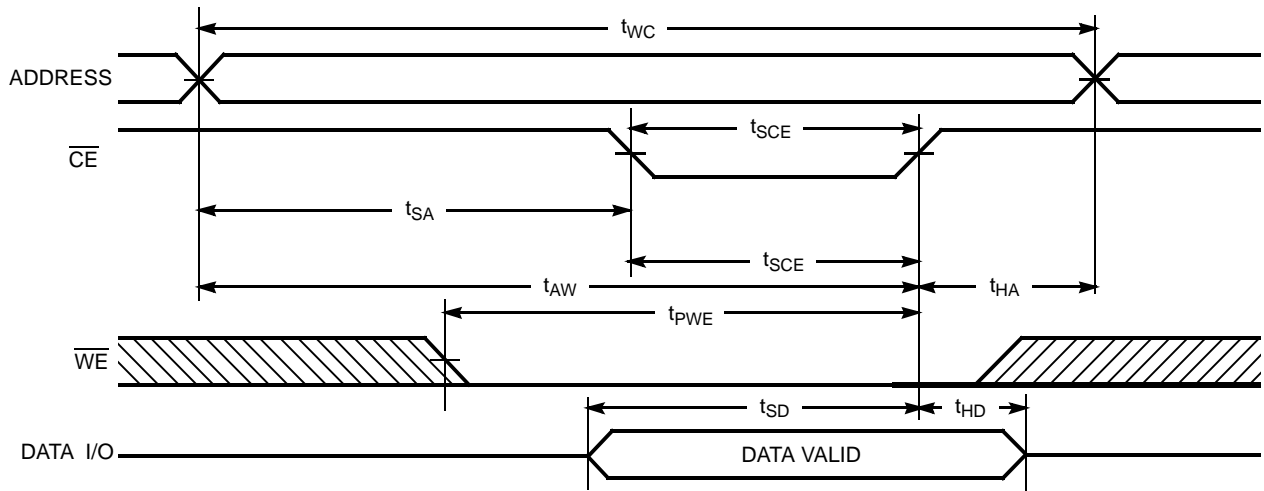 tWC
ADDRESS
tSCE
CE
tSA
tSCE
tAW
tHA
tPWE
WE
tSD
tHD
DATA I/O
DATA VALID